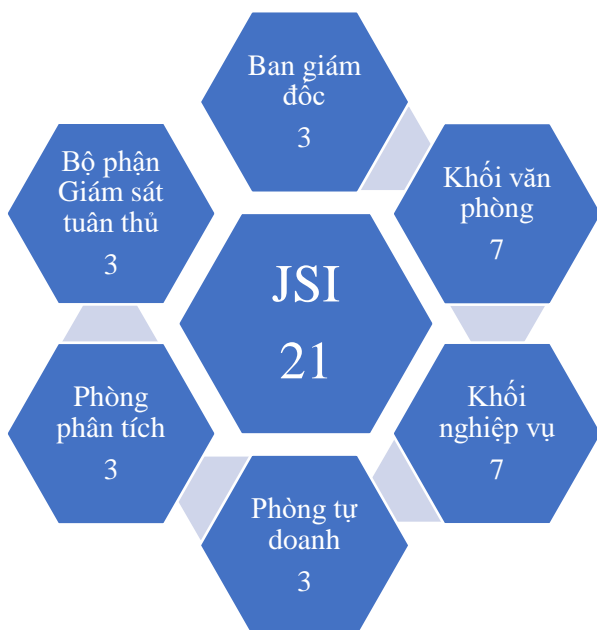 Ban giám
đốc
3
Khối văn
phòng
7
Khối
nghiệp vụ
7
Phòng tự
doanh
3
Phòng
phân tích
3
Bộ phận
Giám sát
tuân thủ
3
JSI
21